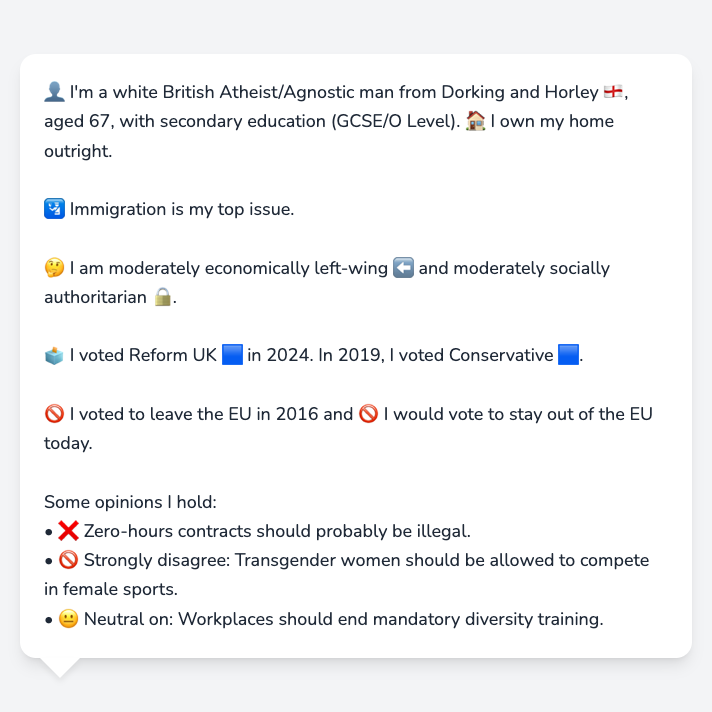 👤 I'm a white British Atheist/Agnostic man from Dorking and Horley 🏴󠁧󠁢󠁥󠁮󠁧󠁿,
aged 67, with secondary education (GCSE/O Level). 🏠 I own my home
outright.
🛂 Immigration is my top issue.
🤔 I am moderately economically left-wing ⬅️ and moderately socially
authoritarian 🔒.
🗳️ I voted Reform UK 🟦 in 2024. In 2019, I voted Conservative 🟦.
🚫 I voted to leave the EU in 2016 and 🚫 I would vote to stay out of the EU
today.
Some opinions I hold:
• ❌ Zero-hours contracts should probably be illegal.
• 🚫 Strongly disagree: Transgender women should be allowed to compete
in female sports.
• 😐 Neutral on: Workplaces should end mandatory diversity training.